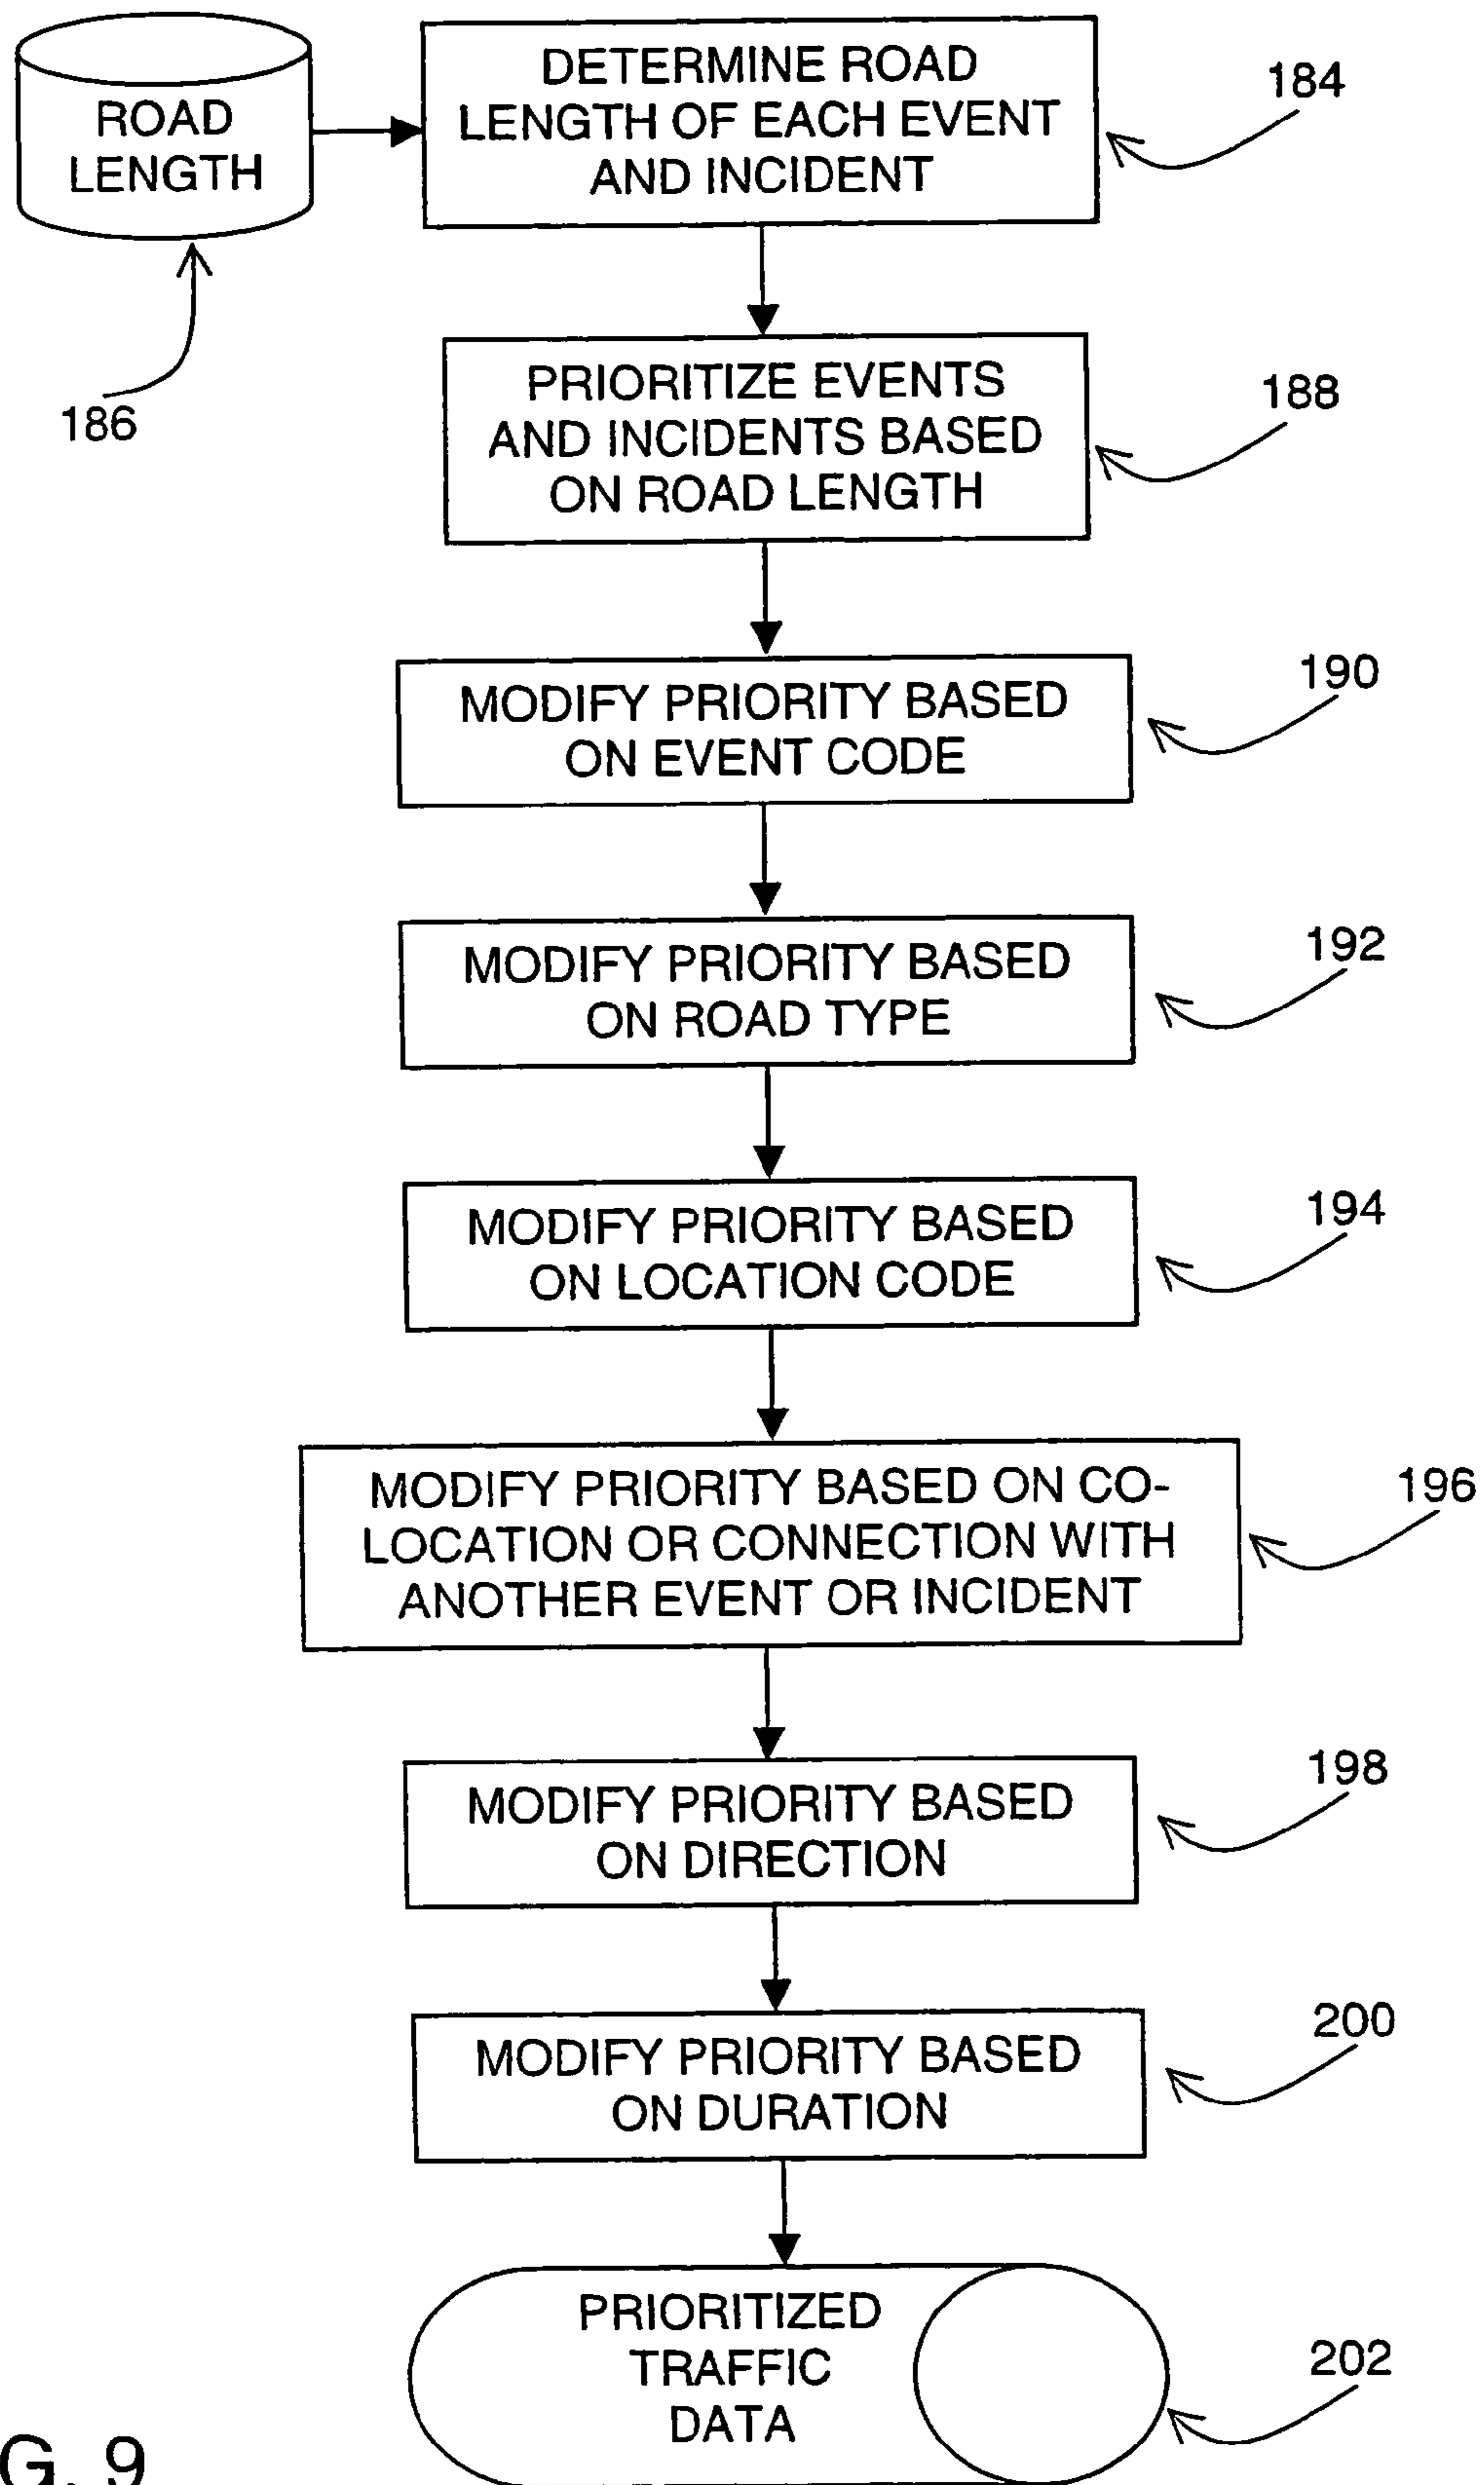 ROAD
LENGTH
186
DETERMINE ROAD
LENGTH OF EACH EVENT
AND INCIDENT
184
PRIORITIZE EVENTS
AND INCIDENTS BASED
ON ROAD LENGTH
188
MODIFY PRIORITY BASED
ON EVENT CODE
190
MODIFY PRIORITY BASED
ON ROAD TYPE
192
MODIFY PRIORITY BASED
ON LOCATION CODE
194
MODIFY PRIORITY BASED ON CO-
LOCATION OR CONNECTION WITH
ANOTHER EVENT OR INCIDENT
196
MODIFY PRIORITY BASED
ON DIRECTION
198
MODIFY PRIORITY BASED
ON DURATION
200
PRIORITIZED
TRAFFIC
DATA
202
G. 9